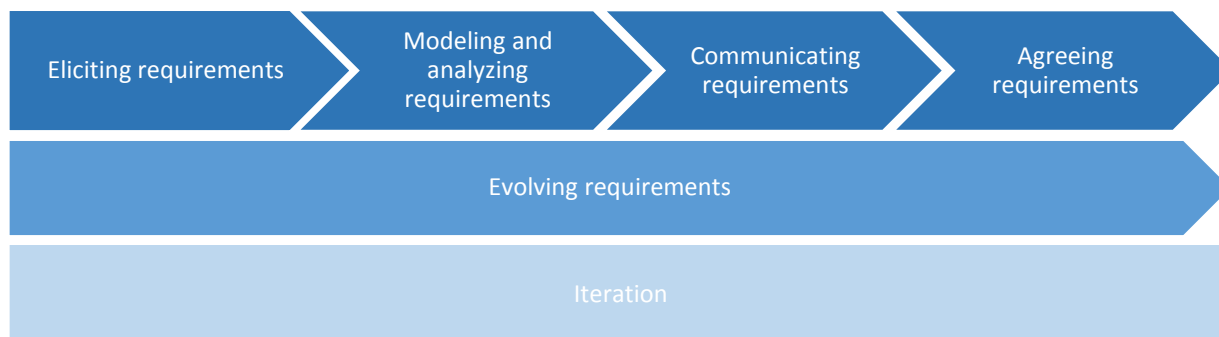 Eliciting requirements
Modeling and
analyzing
requirements
Communicating
requirements
Agreeing
requirements
Evolving requirements
Iteration